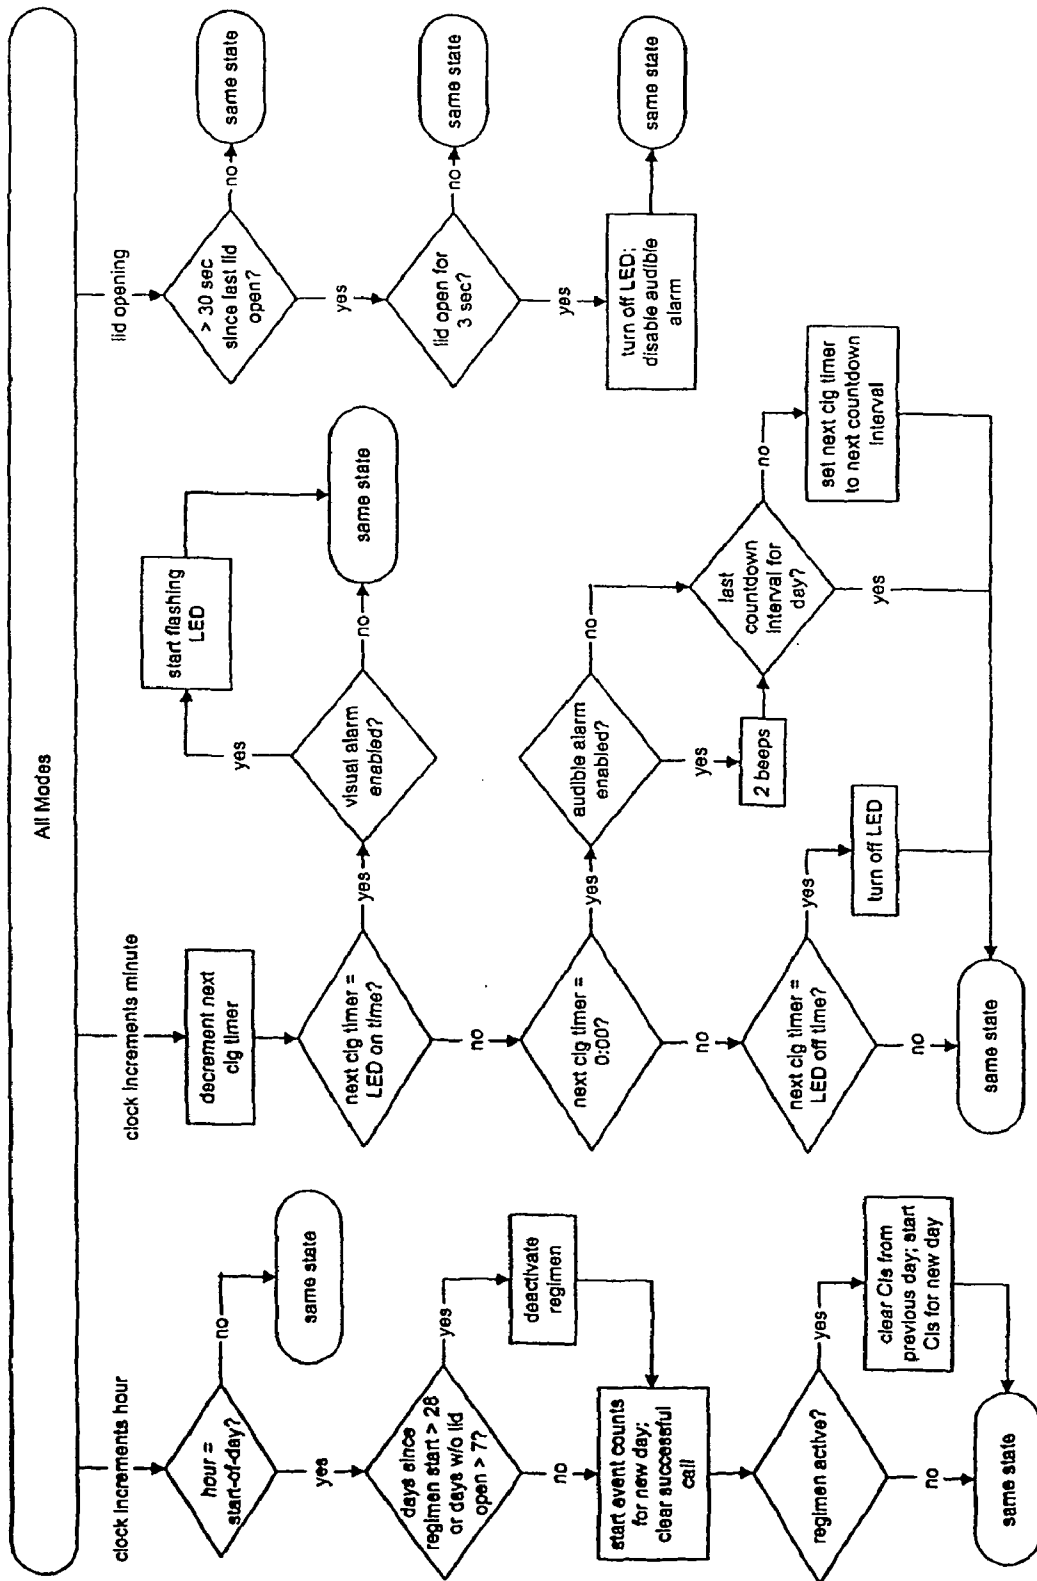 All Modes
clock increments hour
hour =
start-of-day?
no
same state
yes
days since
regimen start > 28
or days w/o lid
open > 7?
yes
deactivate
regimen
no
start event counts
for new day;
clear successful
call
regimen active?
yes
clear CIs from
previous day; start
CIs for new day
no
same state
clock increments minute
decrement next
cig timer
next cig timer =
LED on time?
yes
visual alarm
enabled?
yes
start flashing
LED
no
same state
no
next cig timer =
0:00?
yes
audible alarm
enabled?
no
yes
2 beeps
last
countdown
interval for
day?
no
set next cig timer
to next countdown
interval
yes
no
next cig timer =
LED off time?
yes
turn off LED
no
same state
lid opening
> 30 sec
since last lid
open?
no
same state
yes
lid open for
3 sec?
no
same state
yes
turn off LED;
disable audible
alarm
same state